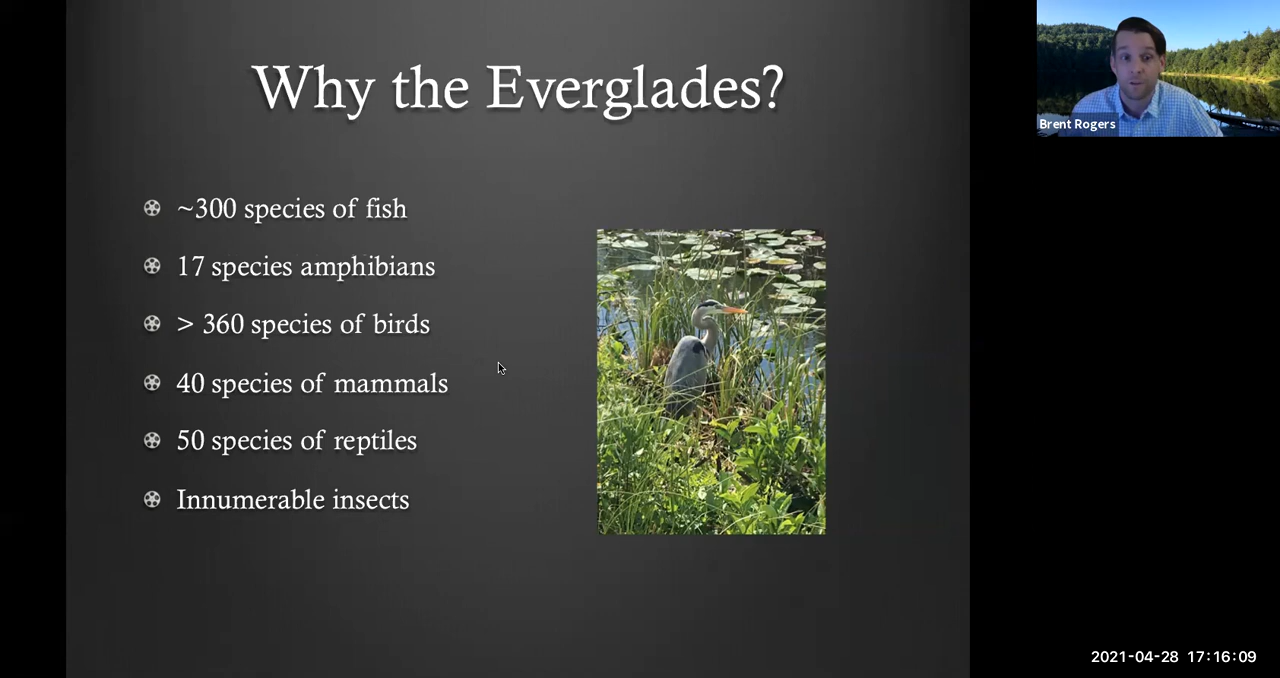 Why the Everglades?
~300 species of fish
17 species amphibians
> 360 species of birds
40 species of mammals
50 species of reptiles
Innumerable insects
Brent Rogers
2021-04-28 17:16:09